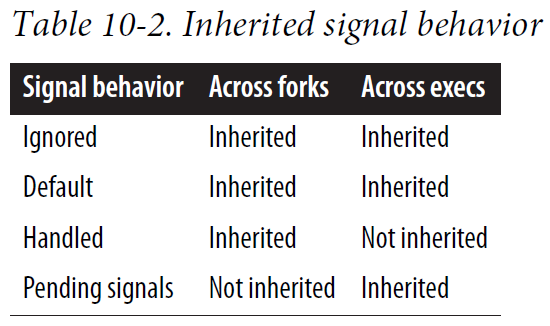 Table 10-2. Inherited signal behavior
Signal behavior Across forks Across execs
Ignored Inherited Inherited
Default Inherited Inherited
Handled Inherited Not inherited
Pending signals Not inherited Inherited